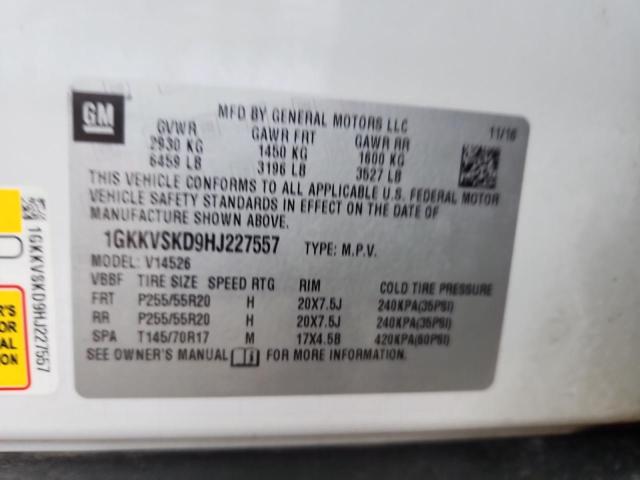 GM
MFD BY GENERAL MOTORS LLC
11/16
GVWR GAWR FRT GAWR RR
2930 KG 1450 KG 1600 KG
6459 LB 3196 LB 3527 LB
THIS VEHICLE CONFORMS TO ALL APPLICABLE U.S. FEDERAL MOTOR
VEHICLE SAFETY STANDARDS IN EFFECT ON THE DATE OF
MANUFACTURE SHOWN ABOVE.
1GKKVSKD9HJ227557 TYPE: M.P.V.
MODEL: V14526
VBBF TIRE SIZE SPEED RTG RIM COLD TIRE PRESSURE
FRT P255/55R20 H 20X7.5J 240KPA(35PSI)
RR P255/55R20 H 20X7.5J 240KPA(35PSI)
SPA T145/70R17 M 17X4.5B 420KPA(60PSI)
SEE OWNER'S MANUAL FOR MORE INFORMATION.
1GKKVSKD9HJ227557
OR
AL
ION